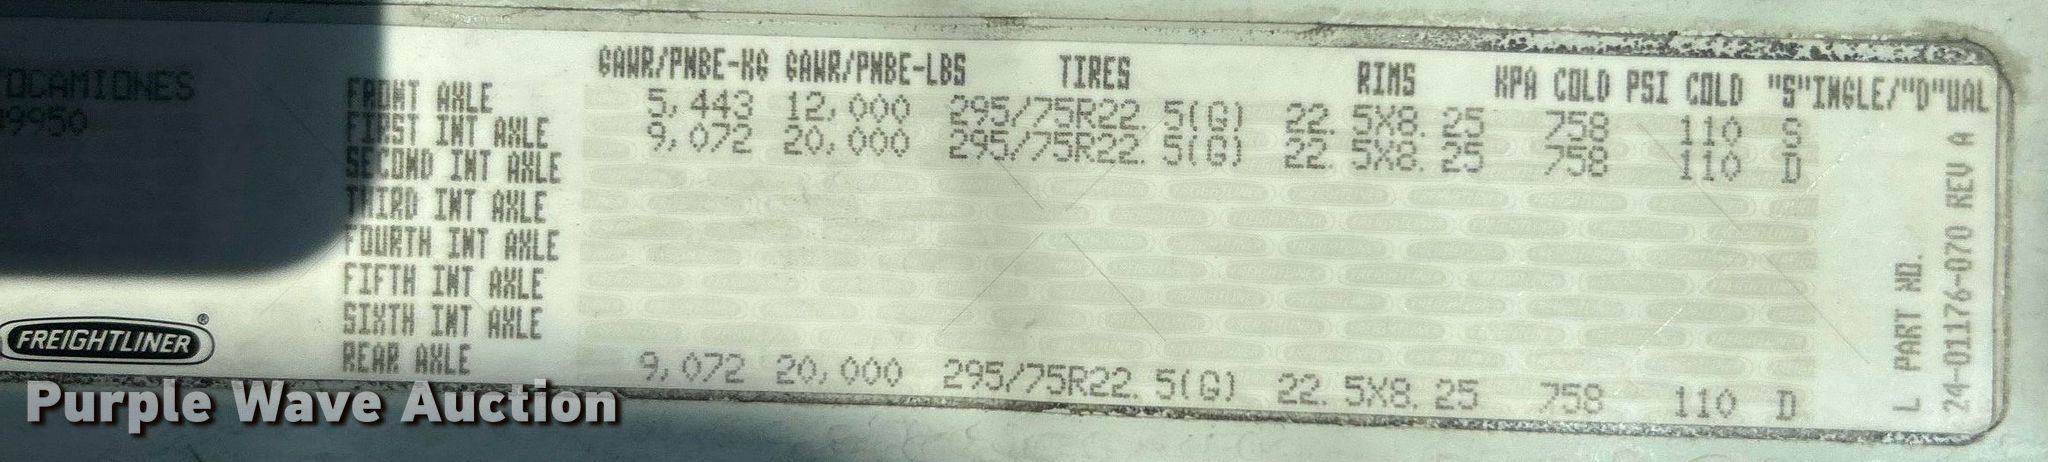 OCAMIONES
9950
GAWR/PNBE-KG GAWR/PNBE-LBS TIRES RIMS KPA COLD PSI COLD "S"INGLE/"D"UAL
FRONT AXLE 5,443 12,000 295/75R22.5(G) 22.5X8.25 758 110 S
FIRST INT AXLE 9,072 20,000 295/75R22.5(G) 22.5X8.25 758 110 D
SECOND INT AXLE
THIRD INT AXLE
FOURTH INT AXLE
FIFTH INT AXLE
SIXTH INT AXLE
REAR AXLE 9,072 20,000 295/75R22.5(G) 22.5X8.25 758 110 D
L PART NO.
24-01176-070 REV A
FREIGHTLINER®
Purple Wave Auction